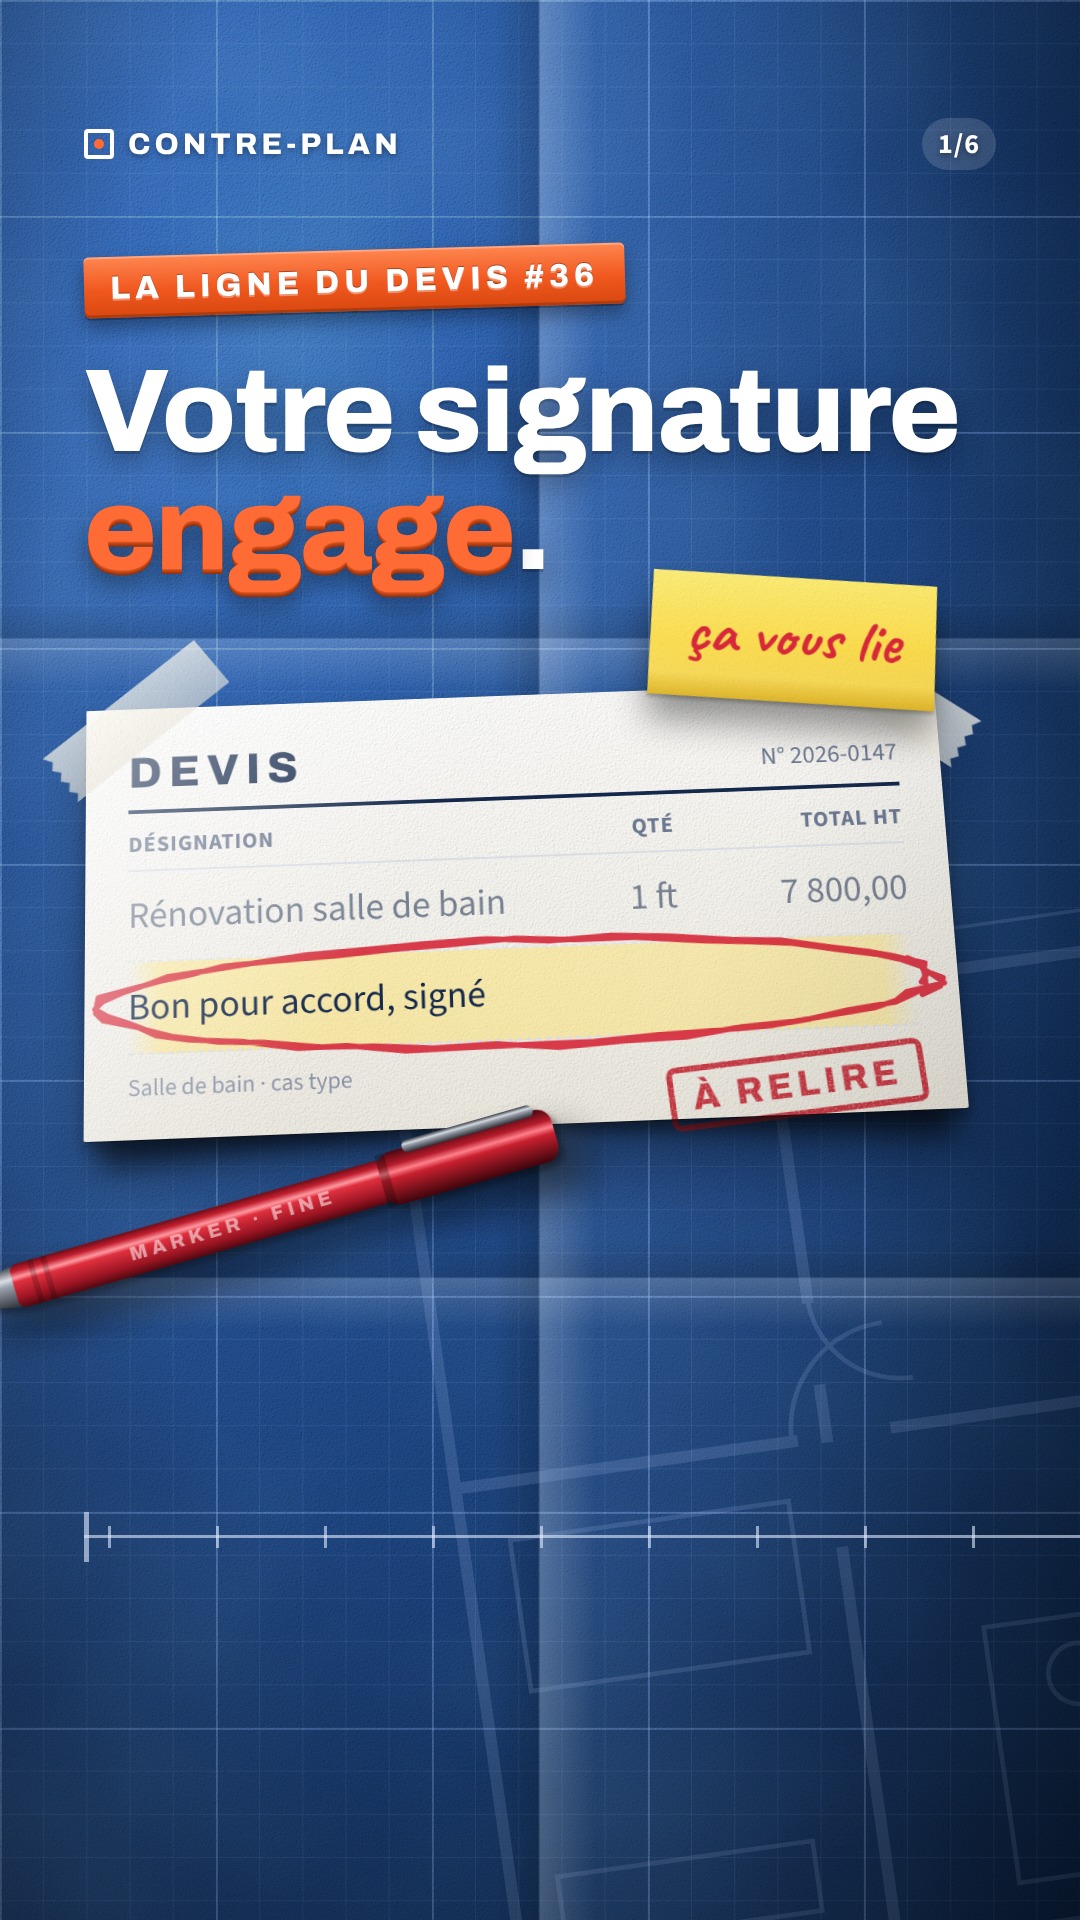 CONTRE-PLAN
1/6
LA LIGNE DU DEVIS #36
Votre signature
engage.
ça vous lie
DEVIS
N° 2026-0147
DÉSIGNATION QTÉ TOTAL HT
Rénovation salle de bain 1 ft 7 800,00
Bon pour accord, signé
Salle de bain · cas type
À RELIRE
MARKER · FINE